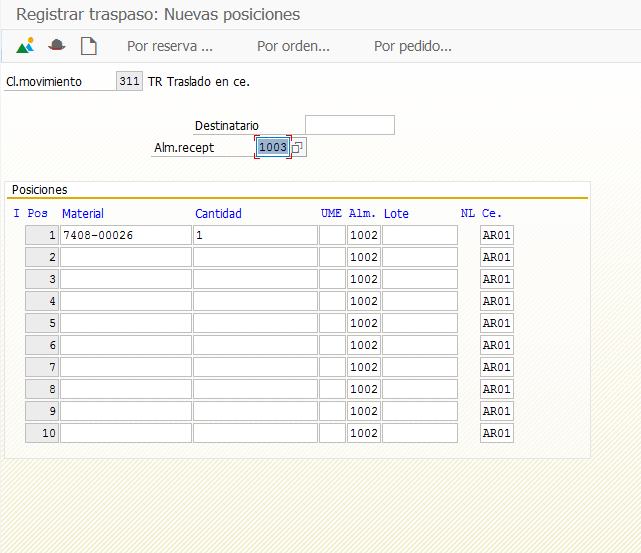 Registrar traspaso: Nuevas posiciones
Por reserva ... Por orden... Por pedido...
Cl.movimiento 311 TR Traslado en ce.
Destinatario
Alm.recept 1003
Posiciones
I Pos Material Cantidad UME Alm. Lote NL Ce.
1 7408-00026 1 1002 AR01
2 1002 AR01
3 1002 AR01
4 1002 AR01
5 1002 AR01
6 1002 AR01
7 1002 AR01
8 1002 AR01
9 1002 AR01
10 1002 AR01